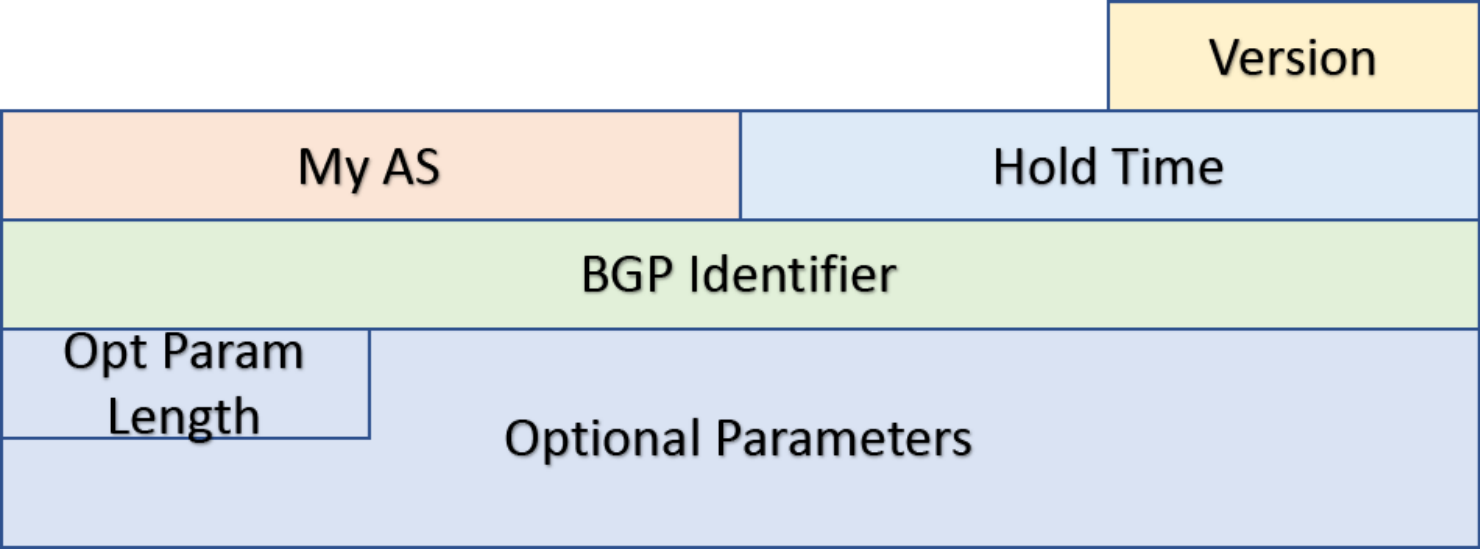 Version
My AS
Hold Time
BGP Identifier
Opt Param
Length
Optional Parameters